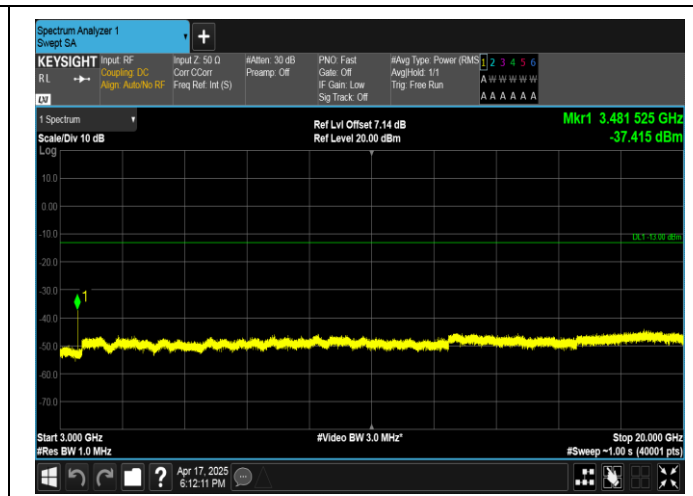 Spectrum Analyzer 1
Swept SA
KEYSIGHT
RL
LXI
Input: RF
Coupling: DC
Align: Auto/No RF
Input Z: 50 Ω
Corr CCorr
Freq Ref: Int (S)
#Atten: 30 dB
Preamp: Off
PNO: Fast
Gate: Off
IF Gain: Low
Sig Track: Off
#Avg Type: Power (RMS
Avg|Hold: 1/1
Trig: Free Run
1 2 3 4 5 6
A W W W W W
A A A A A A
1 Spectrum
Scale/Div 10 dB
Log
Ref Lvl Offset 7.14 dB
Ref Level 20.00 dBm
Mkr1 3.481 525 GHz
-37.415 dBm
10.0
0.00
-10.0
DL1 -13.00 dBm
-20.0
-30.0
1
-40.0
-50.0
-60.0
-70.0
Start 3.000 GHz
#Res BW 1.0 MHz
#Video BW 3.0 MHz*
Stop 20.000 GHz
#Sweep ~1.00 s (40001 pts)
?
Apr 17, 2025
6:12:11 PM